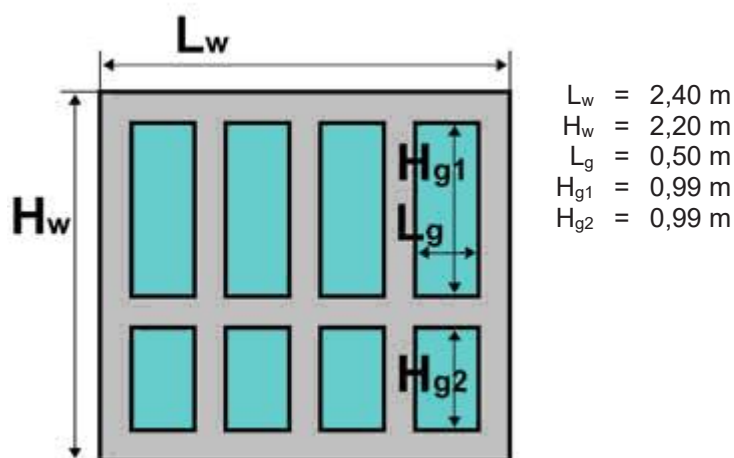 Lw
Hw
Hg1
Lg
Hg2
Lw = 2,40 m
Hw = 2,20 m
Lg = 0,50 m
Hg1 = 0,99 m
Hg2 = 0,99 m